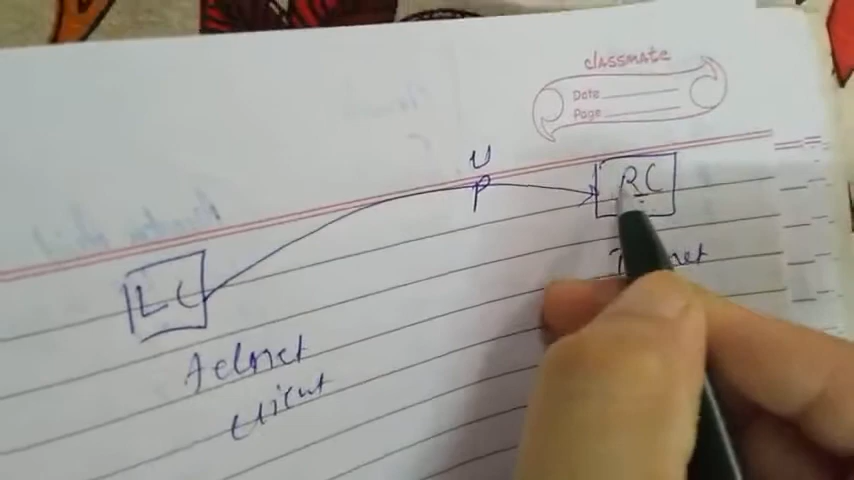 classmate
Date
Page
U
P
RC
LC
Telnet
client